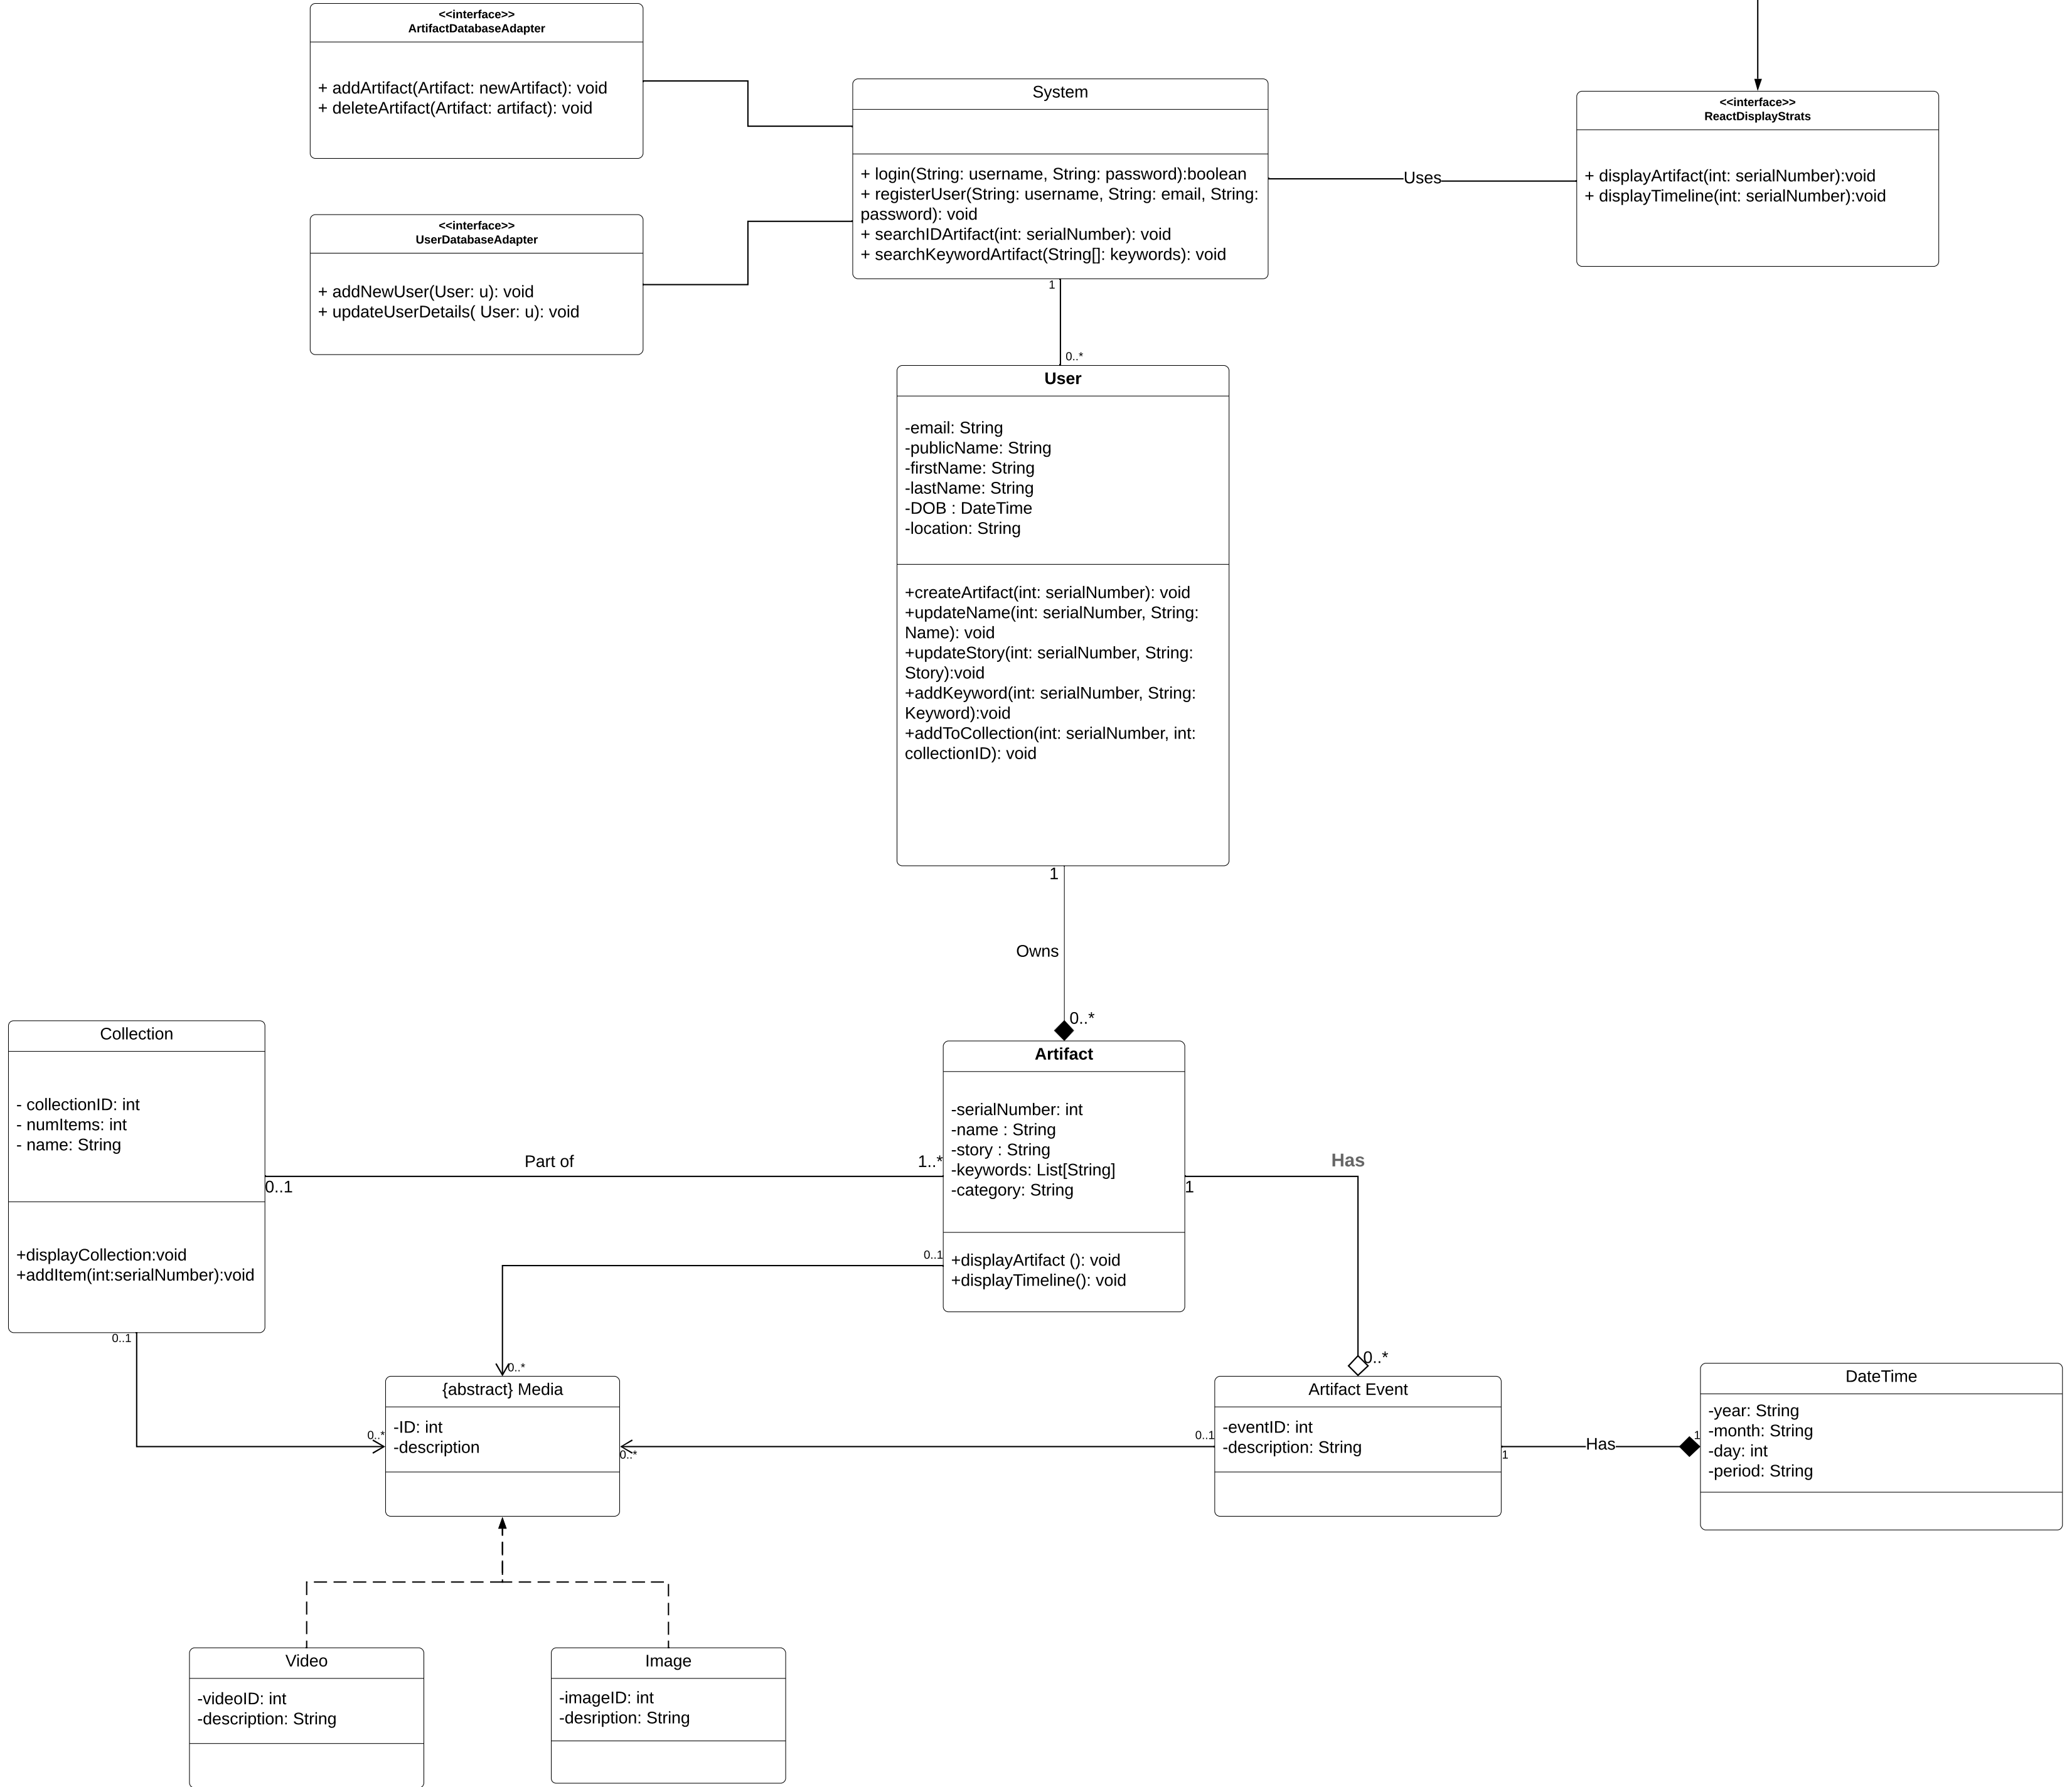 <<interface>>
ArtifactDatabaseAdapter
+ addArtifact(Artifact: newArtifact): void
+ deleteArtifact(Artifact: artifact): void
System
+ login(String: username, String: password):boolean
+ registerUser(String: username, String: email, String:
password): void
+ searchIDArtifact(int: serialNumber): void
+ searchKeywordArtifact(String[]: keywords): void
Uses
<<interface>>
ReactDisplayStrats
+ displayArtifact(int: serialNumber):void
+ displayTimeline(int: serialNumber):void
<<interface>>
UserDatabaseAdapter
+ addNewUser(User: u): void
+ updateUserDetails( User: u): void
1
0..*
User
-email: String
-publicName: String
-firstName: String
-lastName: String
-DOB : DateTime
-location: String
+createArtifact(int: serialNumber): void
+updateName(int: serialNumber, String:
Name): void
+updateStory(int: serialNumber, String:
Story):void
+addKeyword(int: serialNumber, String:
Keyword):void
+addToCollection(int: serialNumber, int:
collectionID): void
1
Owns
0..*
Collection
- collectionID: int
- numItems: int
- name: String
+displayCollection:void
+addItem(int:serialNumber):void
0..1
Part of
1..*
Artifact
-serialNumber: int
-name : String
-story : String
-keywords: List[String]
-category: String
+displayArtifact (): void
+displayTimeline(): void
Has
1
0..*
0..1
0..*
0..1
0..*
{abstract} Media
-ID: int
-description
0..*
0..1
Artifact Event
-eventID: int
-description: String
1
Has
1
DateTime
-year: String
-month: String
-day: int
-period: String
Video
-videoID: int
-description: String
Image
-imageID: int
-desription: String